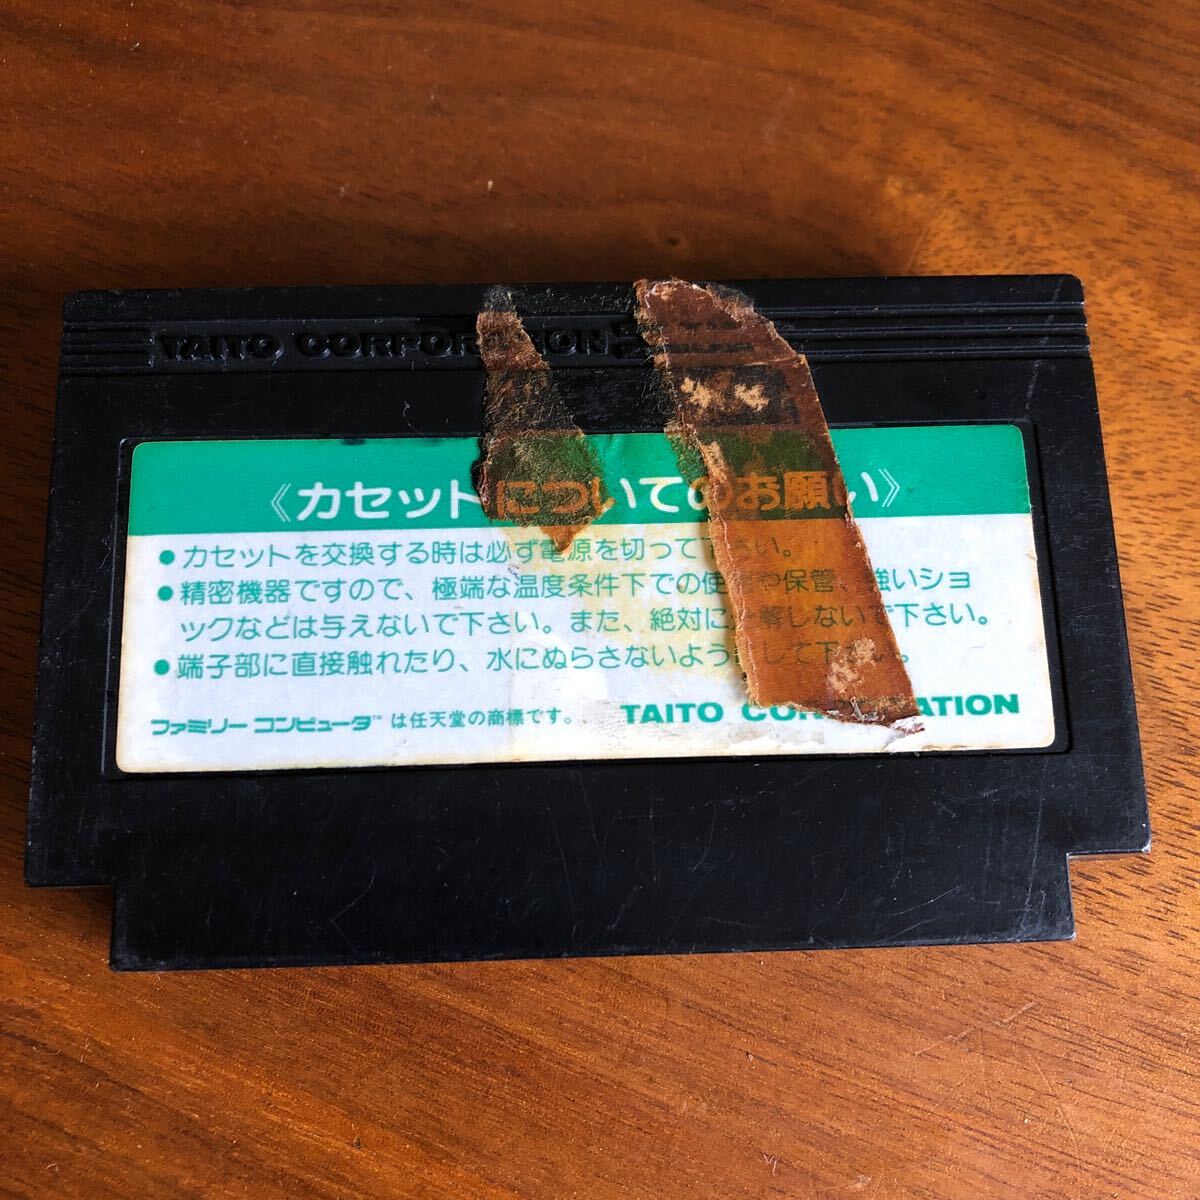 TAITO CORPORATION
《カセットについてのお願い》
●カセットを交換する時は必ず電源を切って下さい。
●精密機器ですので、極端な温度条件下での使用や保管、強いショ
ックなどは与えないで下さい。また、絶対に しないで下さい。
●端子部に直接触れたり、水にぬらさないようにして下さい。
ファミリーコンピュータ™は任天堂の商標です。 TAITO CORPORATION